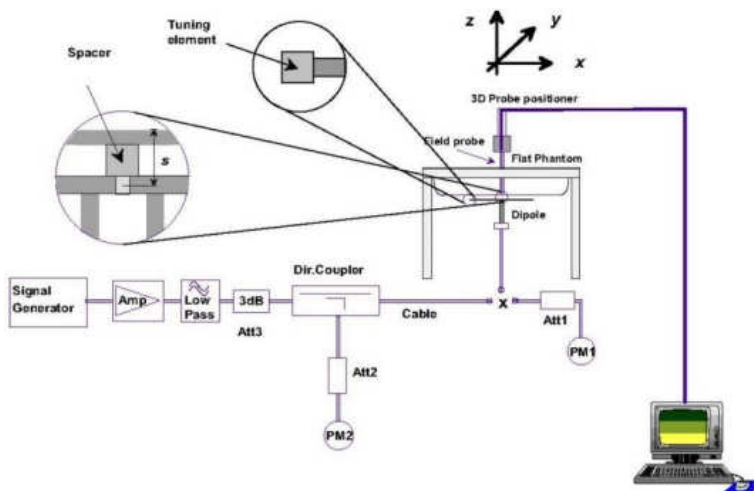 Tuning
element
Spacer
s
z
y
x
3D Probe positioner
Field probe
Flat Phantom
Dipole
Signal
Generator
Amp
Low
Pass
3dB
Att3
Dir.Coupler
Cable
x
Att1
PM1
Att2
PM2